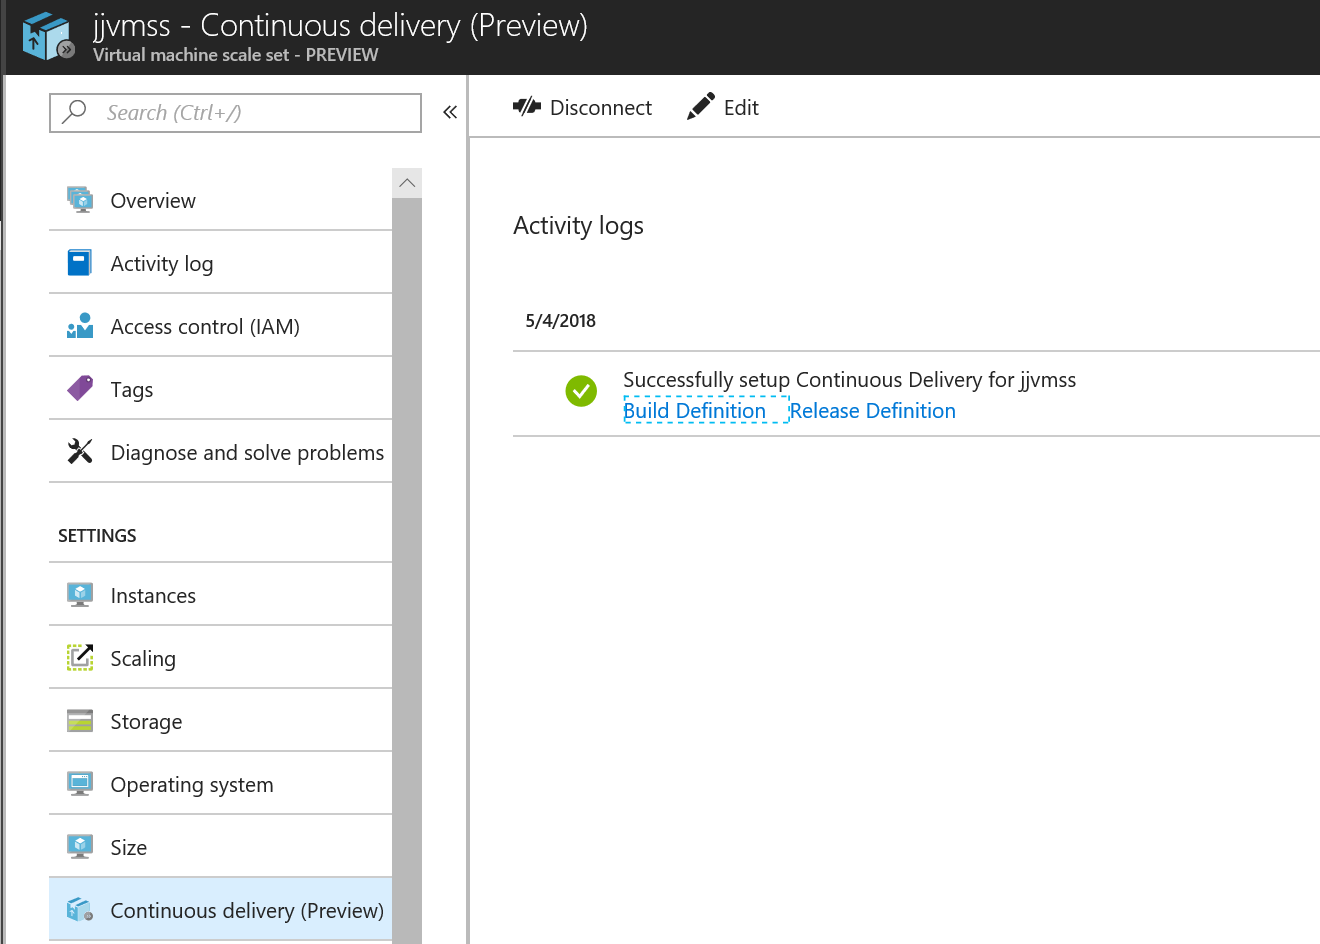 jjvmss - Continuous delivery (Preview)
Virtual machine scale set - PREVIEW
Search (Ctrl+/)
Overview
Activity log
Access control (IAM)
Tags
Diagnose and solve problems
SETTINGS
Instances
Scaling
Storage
Operating system
Size
Continuous delivery (Preview)
Disconnect Edit
Activity logs
5/4/2018
Successfully setup Continuous Delivery for jjvmss
Build Definition Release Definition